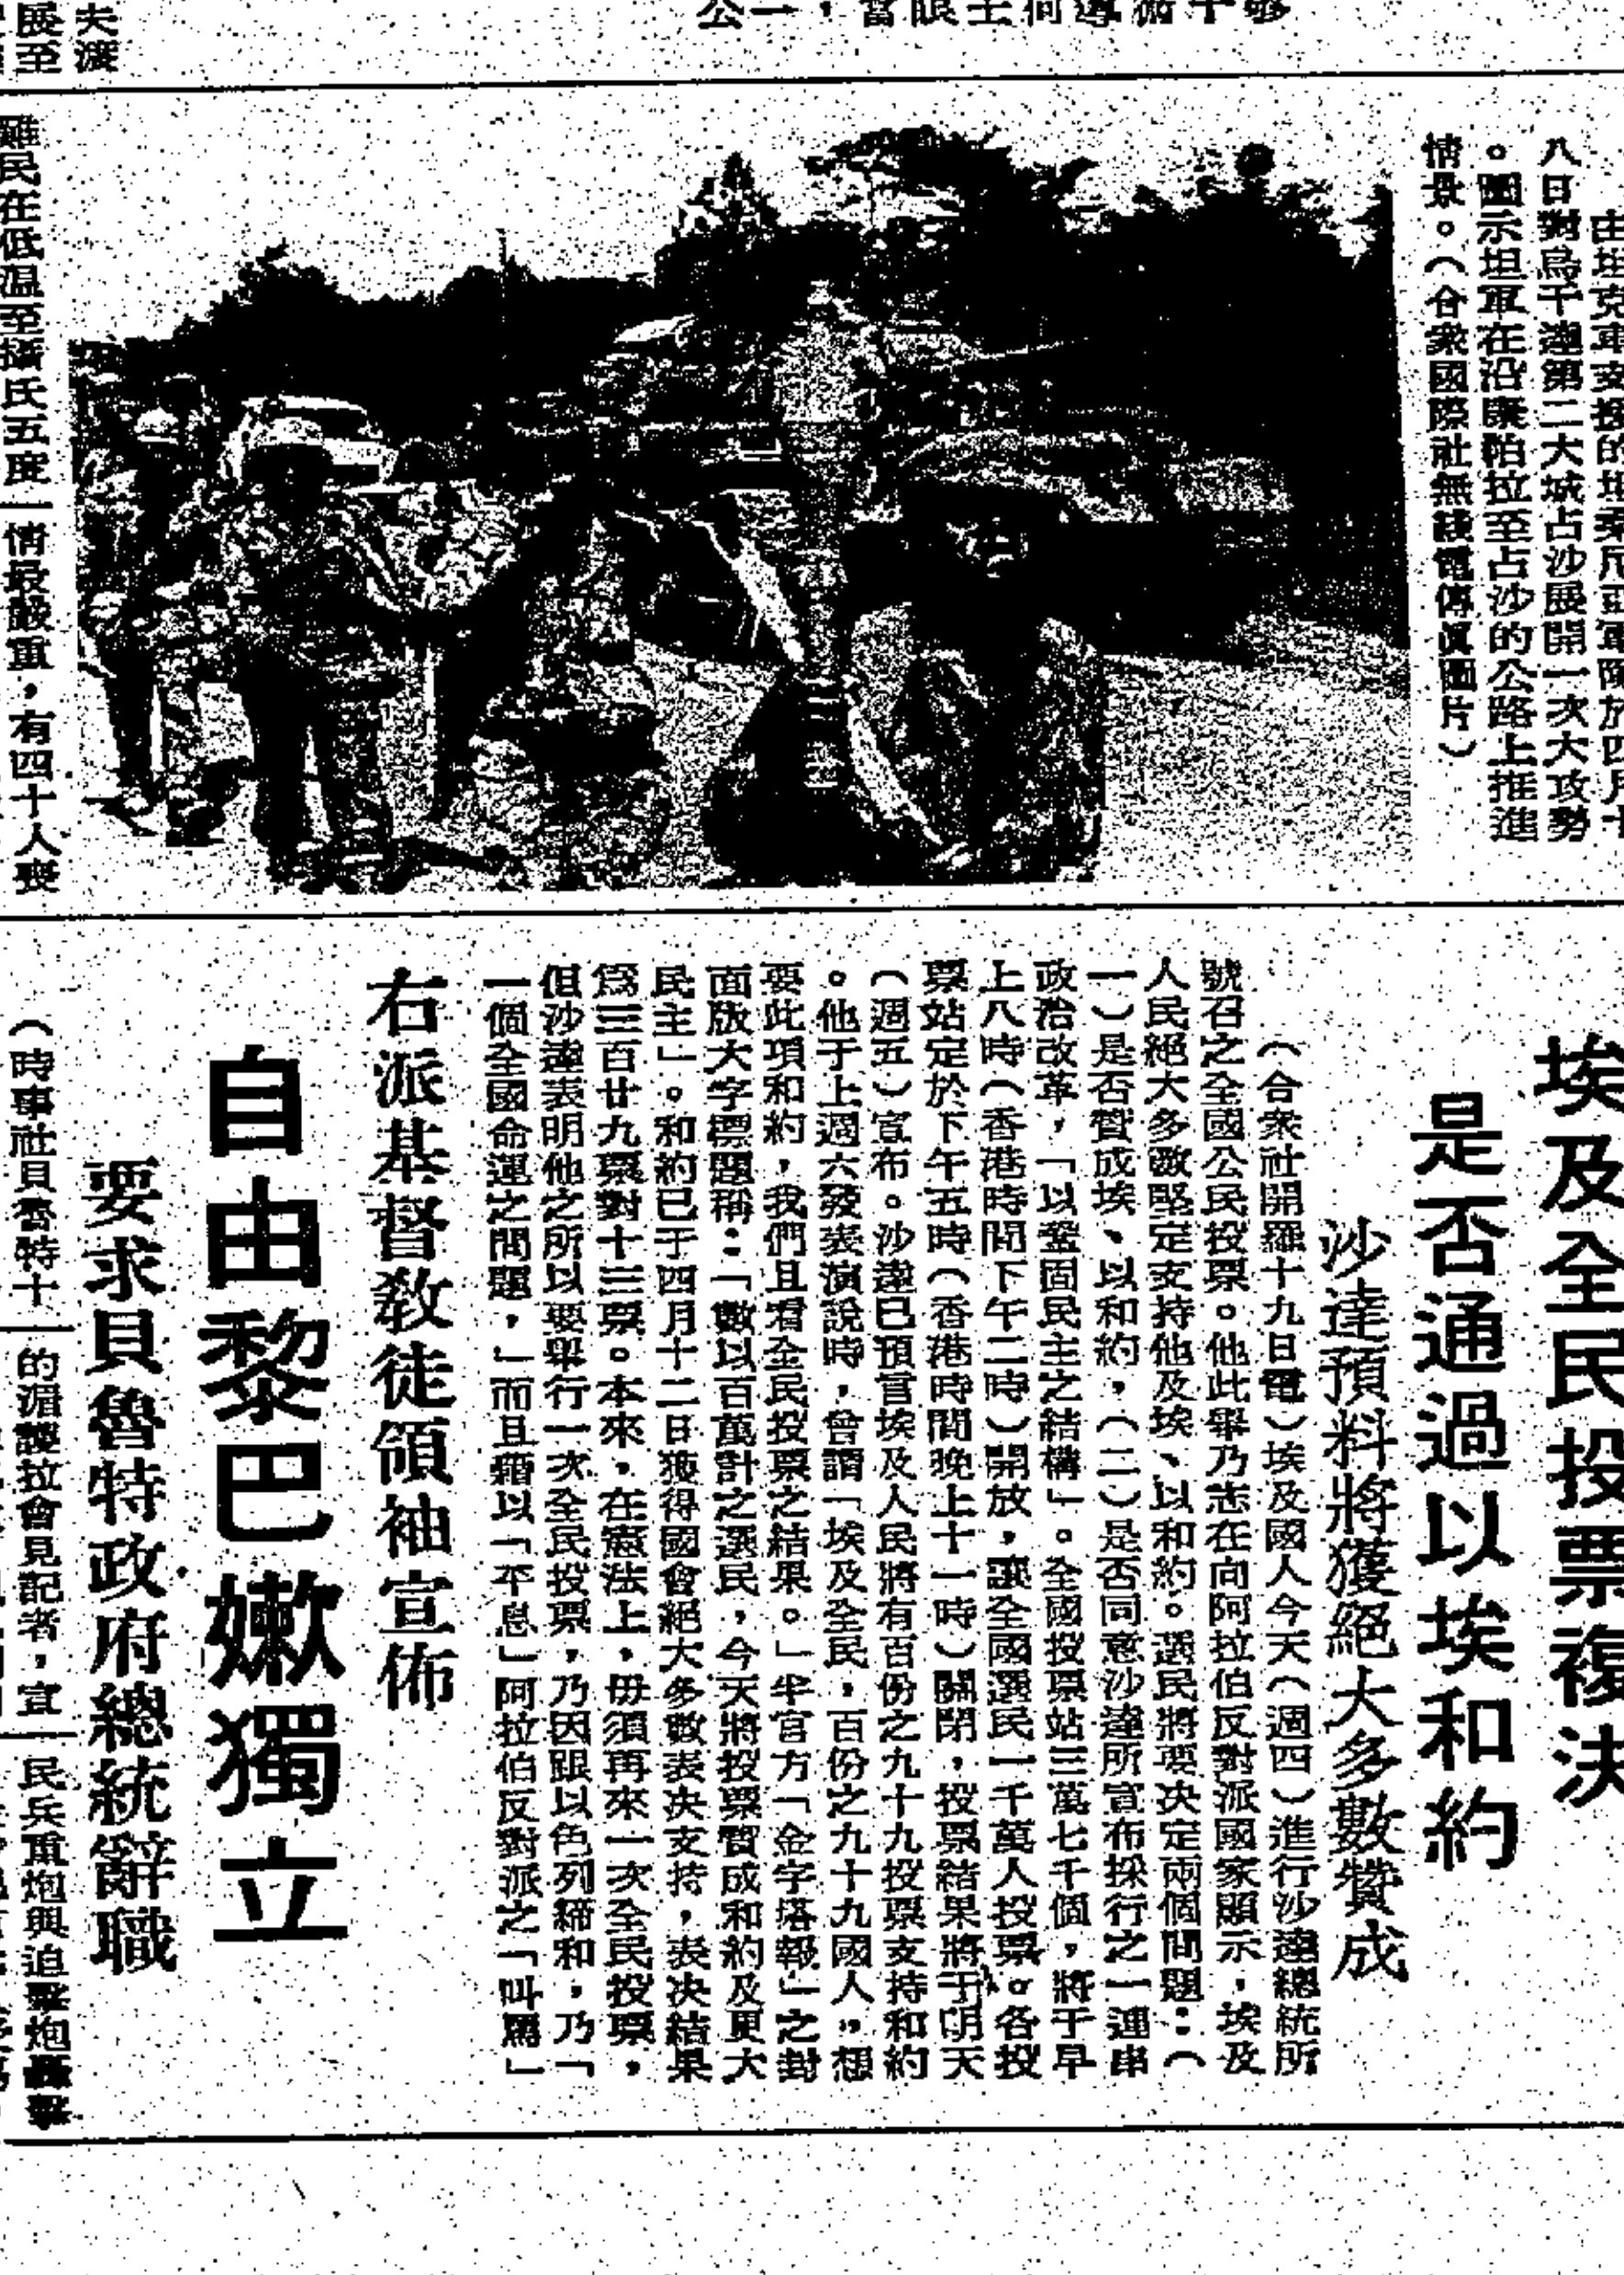 由坦克車支援的坦桑尼亞軍隊於四月十
八日對烏干達第二大城占沙展開一次大攻勢
。圖示坦軍在沿康帕拉至占沙的公路上推進
情景。(合衆國際社無綫電傳眞圖片)
夫渡
展至
難民在低温至攝氏五度
情最嚴重,有四十人喪
埃及全民投票複決
是否通過以埃和約
沙達預料將獲絕大多數贊成
(合衆社開羅十九日電)埃及國人今天(週四)進行沙達總統所
號召之全國公民投票。他此舉乃志在向阿拉伯反對派國家顯示,埃及
人民絕大多數堅定支持他及埃、以和約。選民將要決定兩個問題:(
一)是否贊成埃、以和約,(二)是否同意沙達所宣布採行之一連串
政治改革,「以鞏固民主之結構」。全國投票站三萬七千個,將于早
上八時(香港時間下午二時)開放,讓全國選民一千萬人投票。各投
票站定於下午五時(香港時間晚上十一時)關閉,投票結果將于明天
(週五)宣布。沙達已預言埃及人民將有百份之九十九投票支持和約
。他于上週六發表演說時,曾謂「埃及全民,百份之九十九國人,想
要此項和約,我們且看全民投票之結果。」半官方「金字塔報」之封
面版大字標題稱:「數以百萬計之選民,今天將投票贊成和約及更大
民主」。和約已于四月十二日獲得國會絕大多數表决支持,表决結果
爲三百廿九票對十三票。本來,在憲法上,毋須再來一次全民投票,
但沙達表明他之所以要舉行一次全民投票,乃因跟以色列締和,乃「
一個全國命運之問題,」而且藉以「平息」阿拉伯反對派之「叫罵」
右派基督教徒領袖宣佈
自由黎巴嫩獨立
要求貝魯特政府總統辭職
(時事社貝魯特十
的湄護拉會見記者,宣
民兵重炮與迫擊炮轟擊